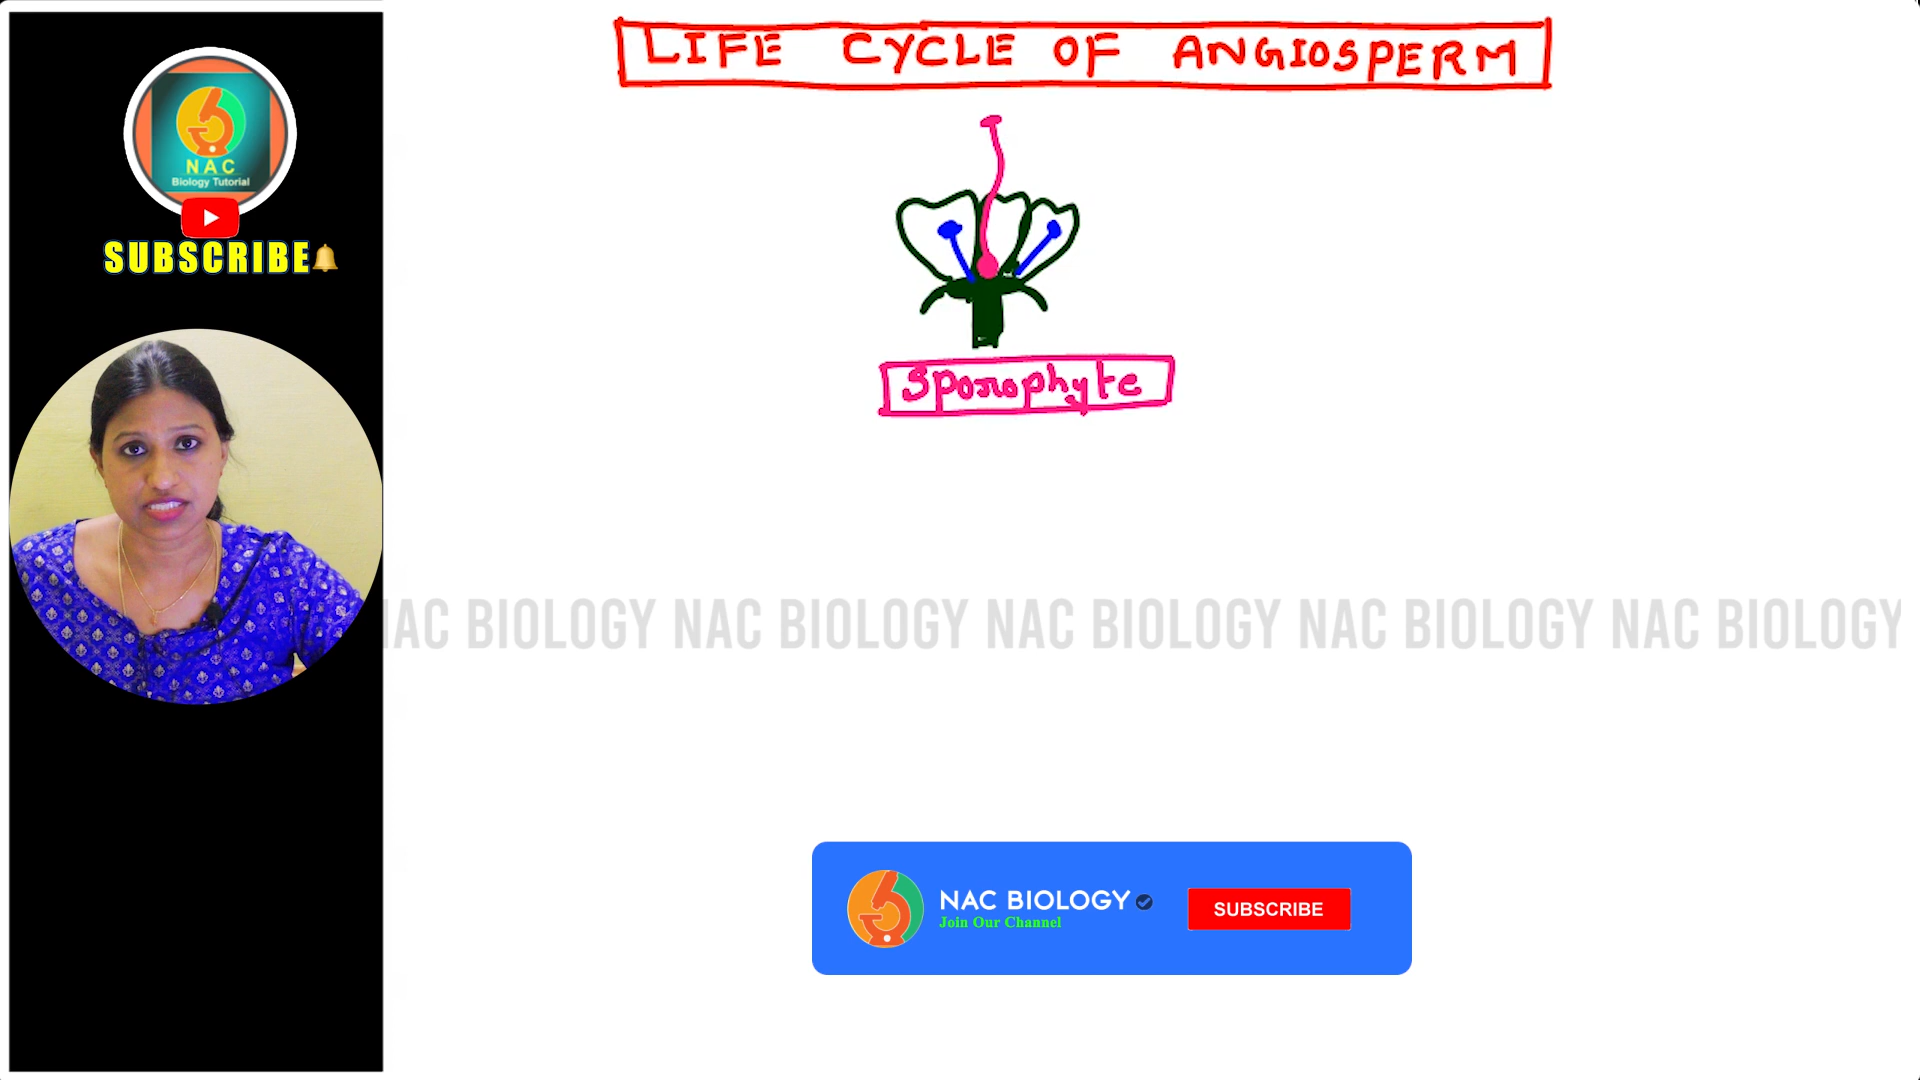 LIFE CYCLE OF ANGIOSPERM
NAC
Biology Tutorial
SUBSCRIBE
Sporophyte
NAC BIOLOGY NAC BIOLOGY NAC BIOLOGY NAC BIOLOGY NAC BIOLOGY
NAC BIOLOGY
Join Our Channel
SUBSCRIBE